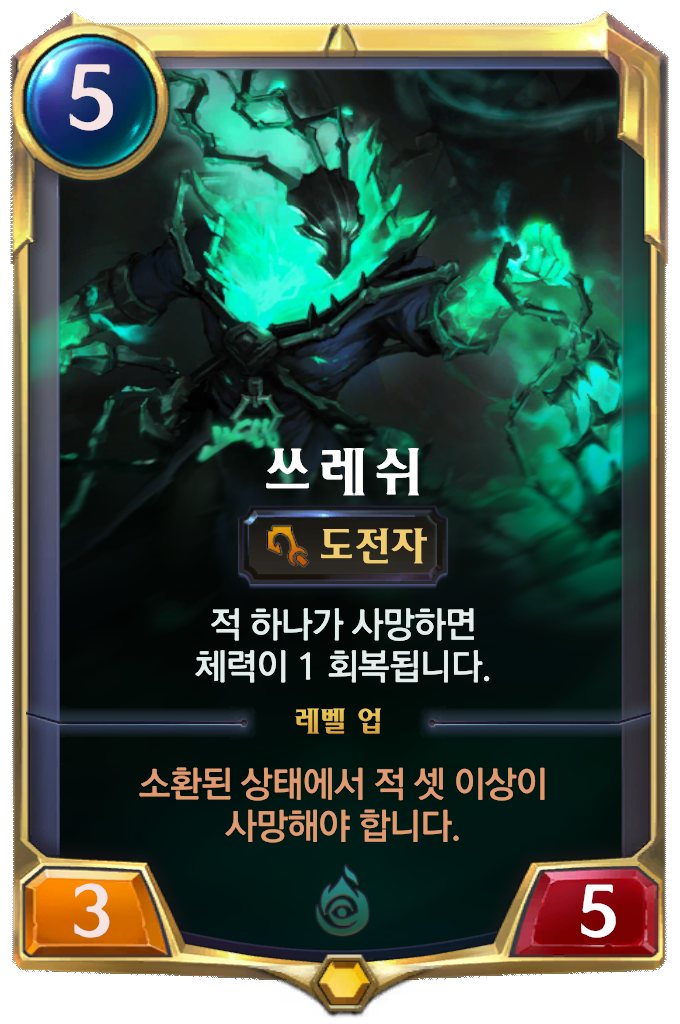 5
쓰레쉬
도전자
적 하나가 사망하면
체력이 1 회복됩니다.
레벨 업
소환된 상태에서 적 셋 이상이
사망해야 합니다.
3
5